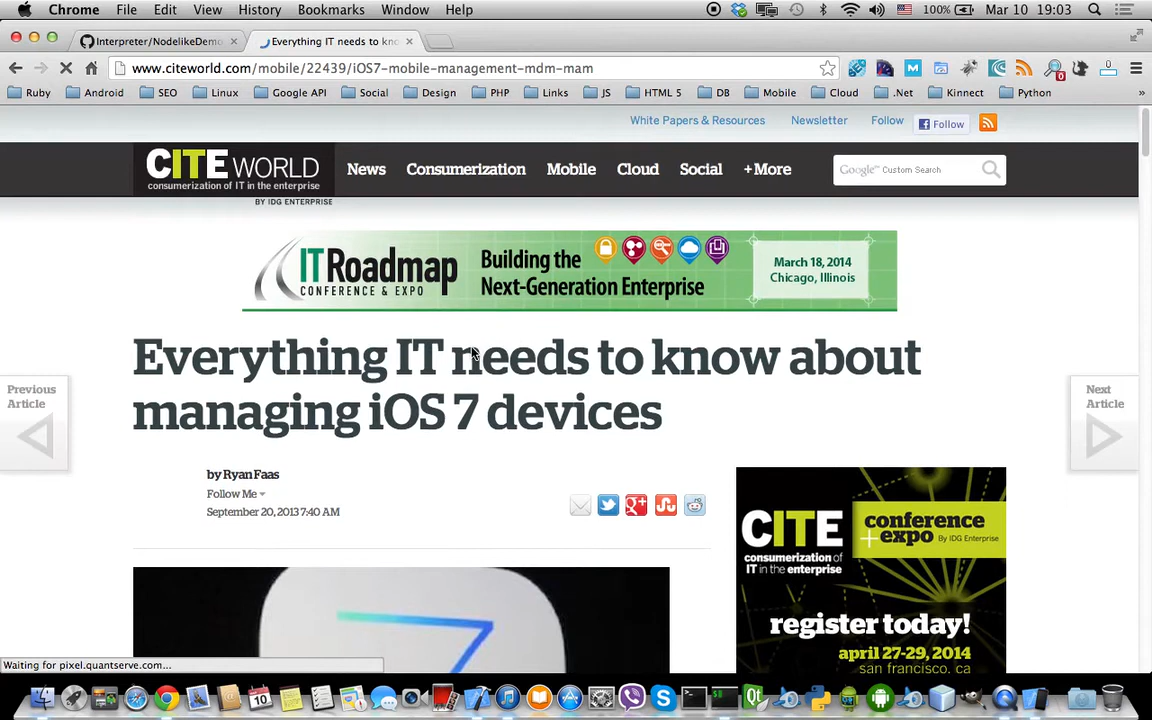 Chrome File Edit View History Bookmarks Window Help 100% Mar 10 19:03
Interpreter/NodelikeDemo Everything IT needs to kno
www.citeworld.com/mobile/22439/iOS7-mobile-management-mdm-mam
Ruby Android SEO Linux Google API Social Design PHP Links JS HTML 5 DB Mobile Cloud .Net Kinnect Python »
White Papers & Resources Newsletter Follow Follow
CITE WORLD
consumerization of IT in the enterprise
BY IDG ENTERPRISE
News Consumerization Mobile Cloud Social +More
Google™ Custom Search
IT Roadmap
CONFERENCE & EXPO
Building the
Next-Generation Enterprise
March 18, 2014
Chicago, Illinois
Everything IT needs to know about
managing iOS 7 devices
Previous
Article
Next
Article
by Ryan Faas
Follow Me
September 20, 2013 7:40 AM
CITE
consumerization of
IT in the enterprise
conference
+expo By IDG Enterprise
register today!
april 27-29, 2014
san francisco, ca
7
Waiting for pixel.quantserve.com...